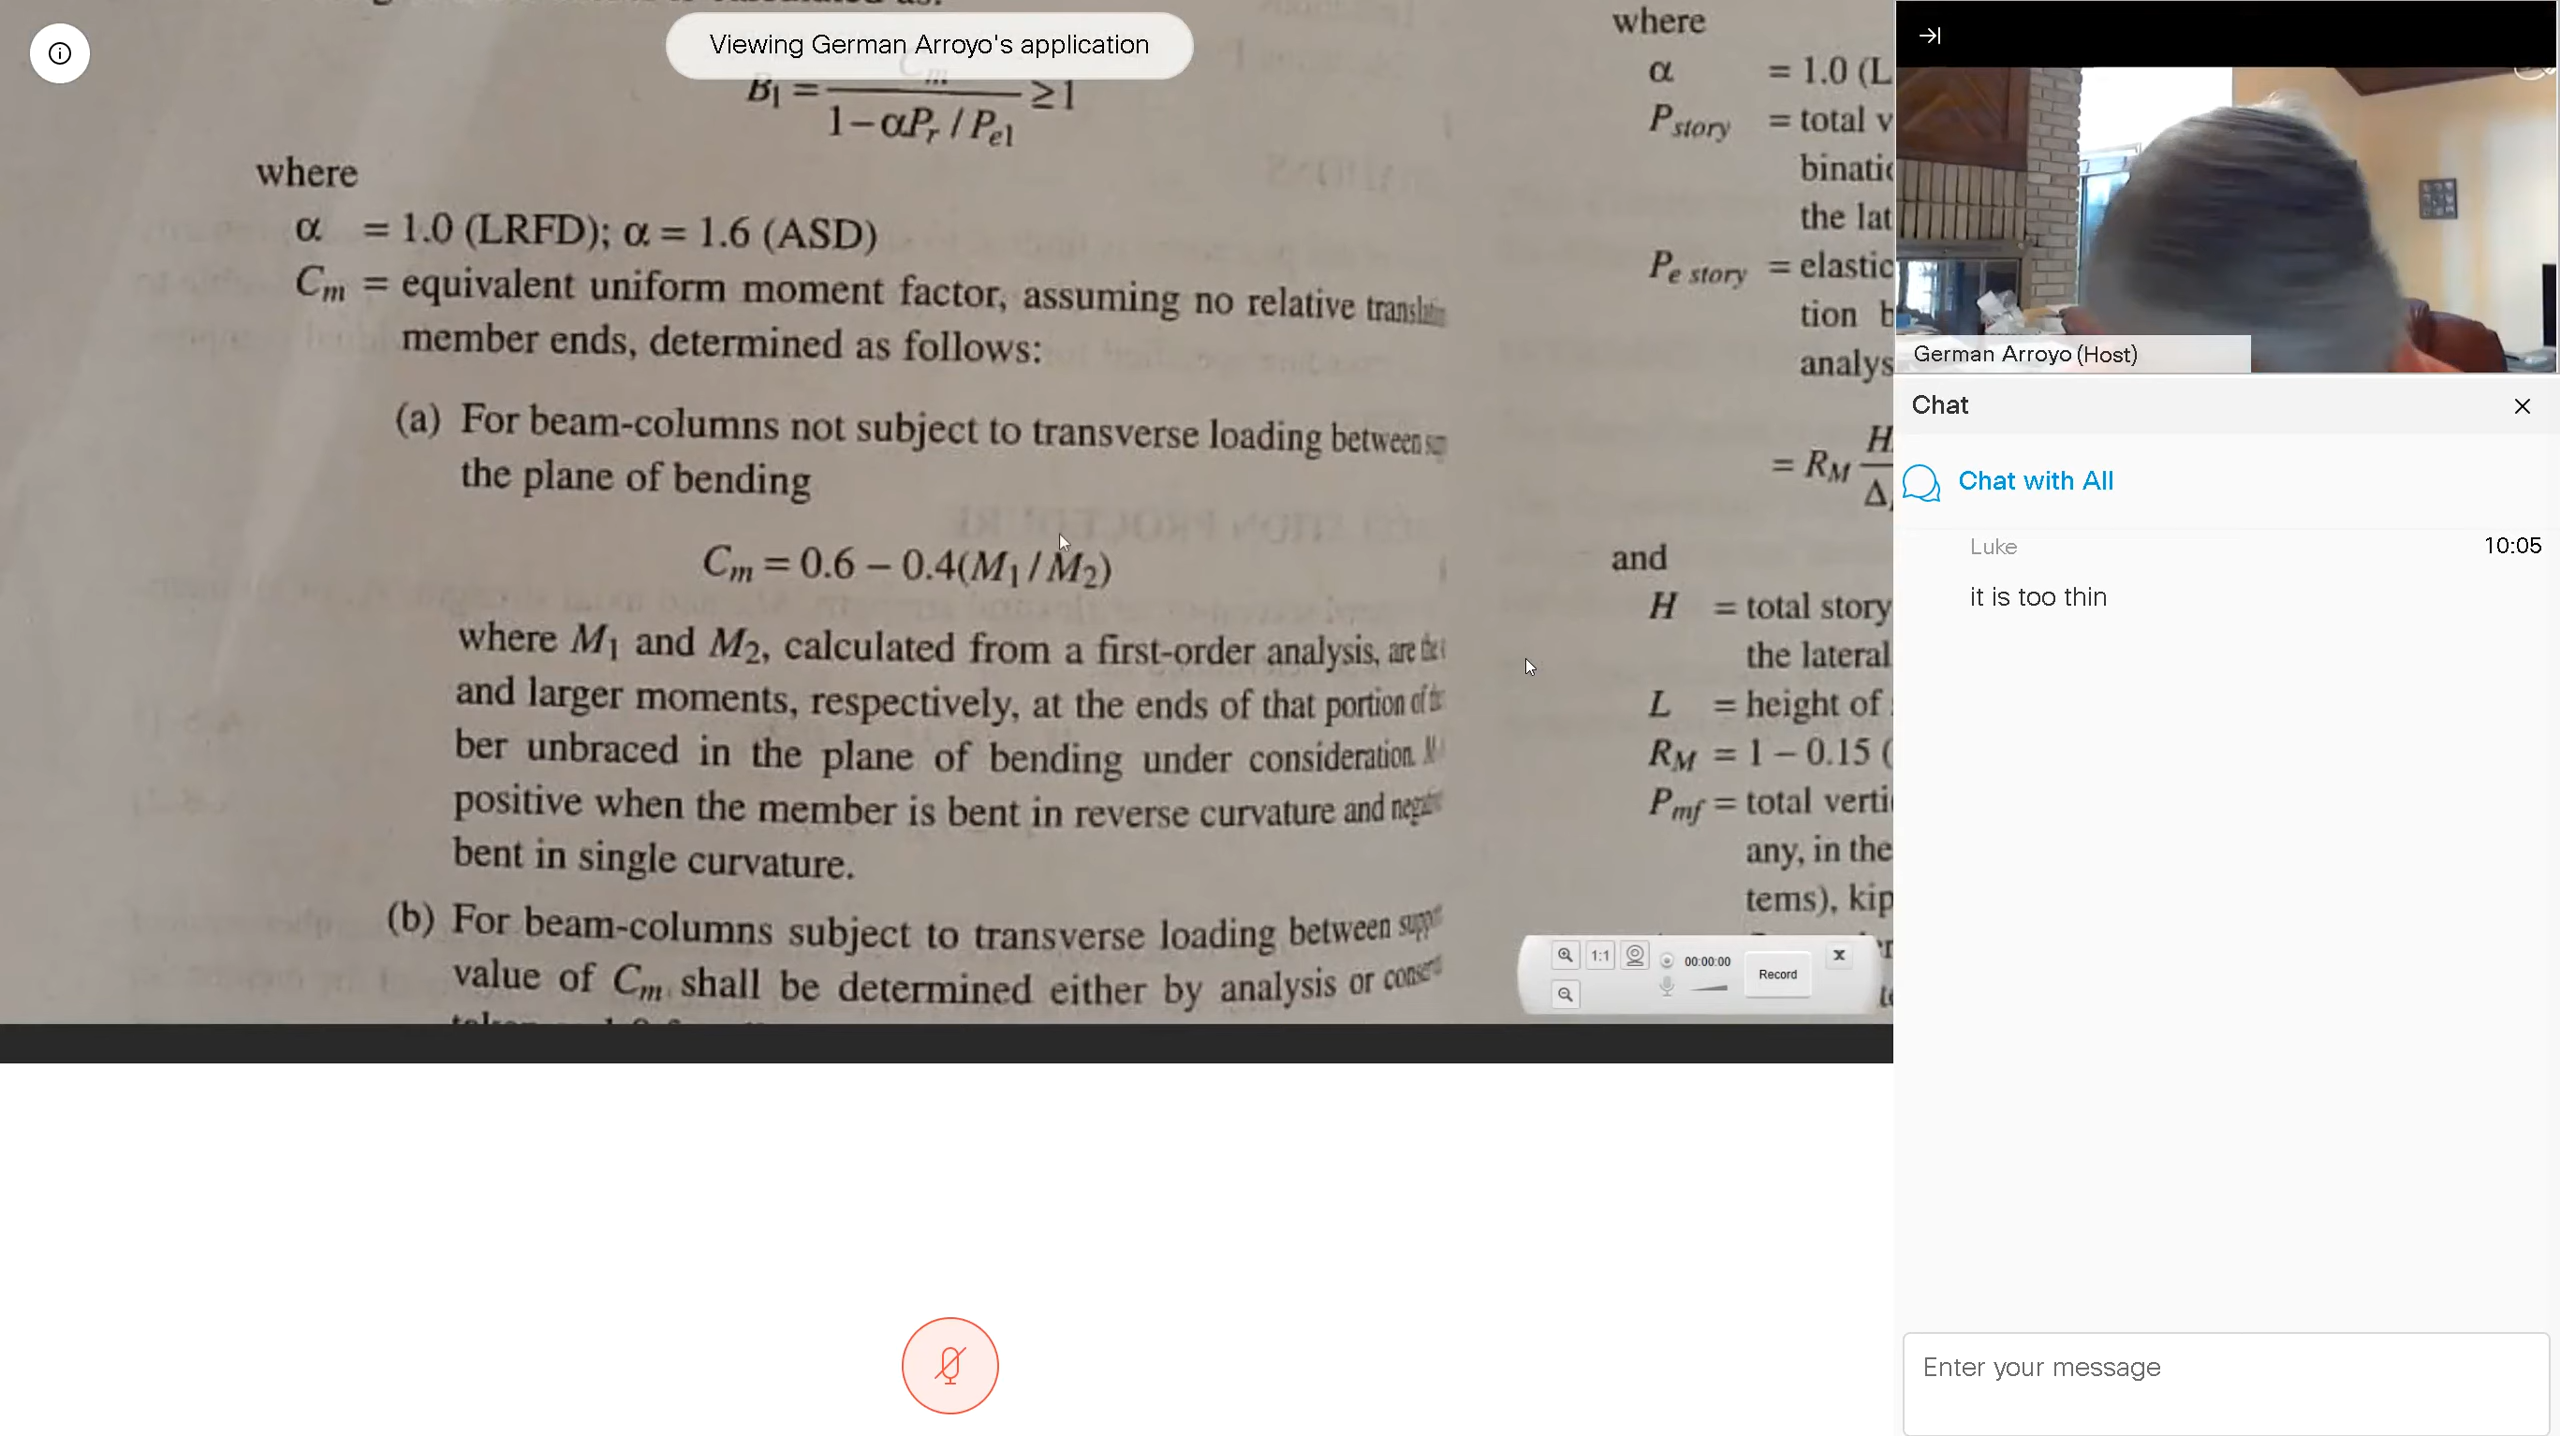 Viewing German Arroyo's application
B1 = Cm / 1 − αPr / Pe1 ≥ 1
where
α = 1.0 (LRFD); α = 1.6 (ASD)
Cm = equivalent uniform moment factor, assuming no relative
member ends, determined as follows:
(a) For beam-columns not subject to transverse loading between
the plane of bending
Cm = 0.6 − 0.4(M1 / M2)
where M1 and M2, calculated from a first-order analysis, are
and larger moments, respectively, at the ends of that portion of
ber unbraced in the plane of bending under consideration.
positive when the member is bent in reverse curvature and
bent in single curvature.
(b) For beam-columns subject to transverse loading between
value of Cm shall be determined either by analysis or
where
α = 1.0 (L
Pstory = total v
binatio
the lat
Pe story = elastic
tion b
analys
= RM H / Δ
and
H = total story
the lateral
L = height of
RM = 1 − 0.15 (
Pmf = total verti
any, in the
tems), kip
1:1
00:00:00
Record
x
German Arroyo (Host)
Chat
Chat with All
Luke 10:05
it is too thin
Enter your message